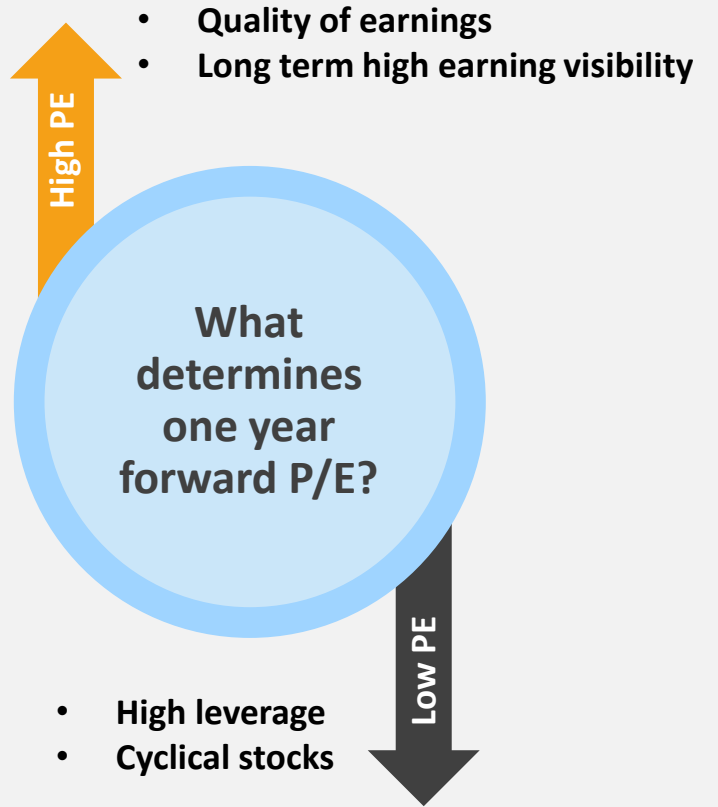 • Quality of earnings
• Long term high earning visibility
High PE
What
determines
one year
forward P/E?
Low PE
• High leverage
• Cyclical stocks